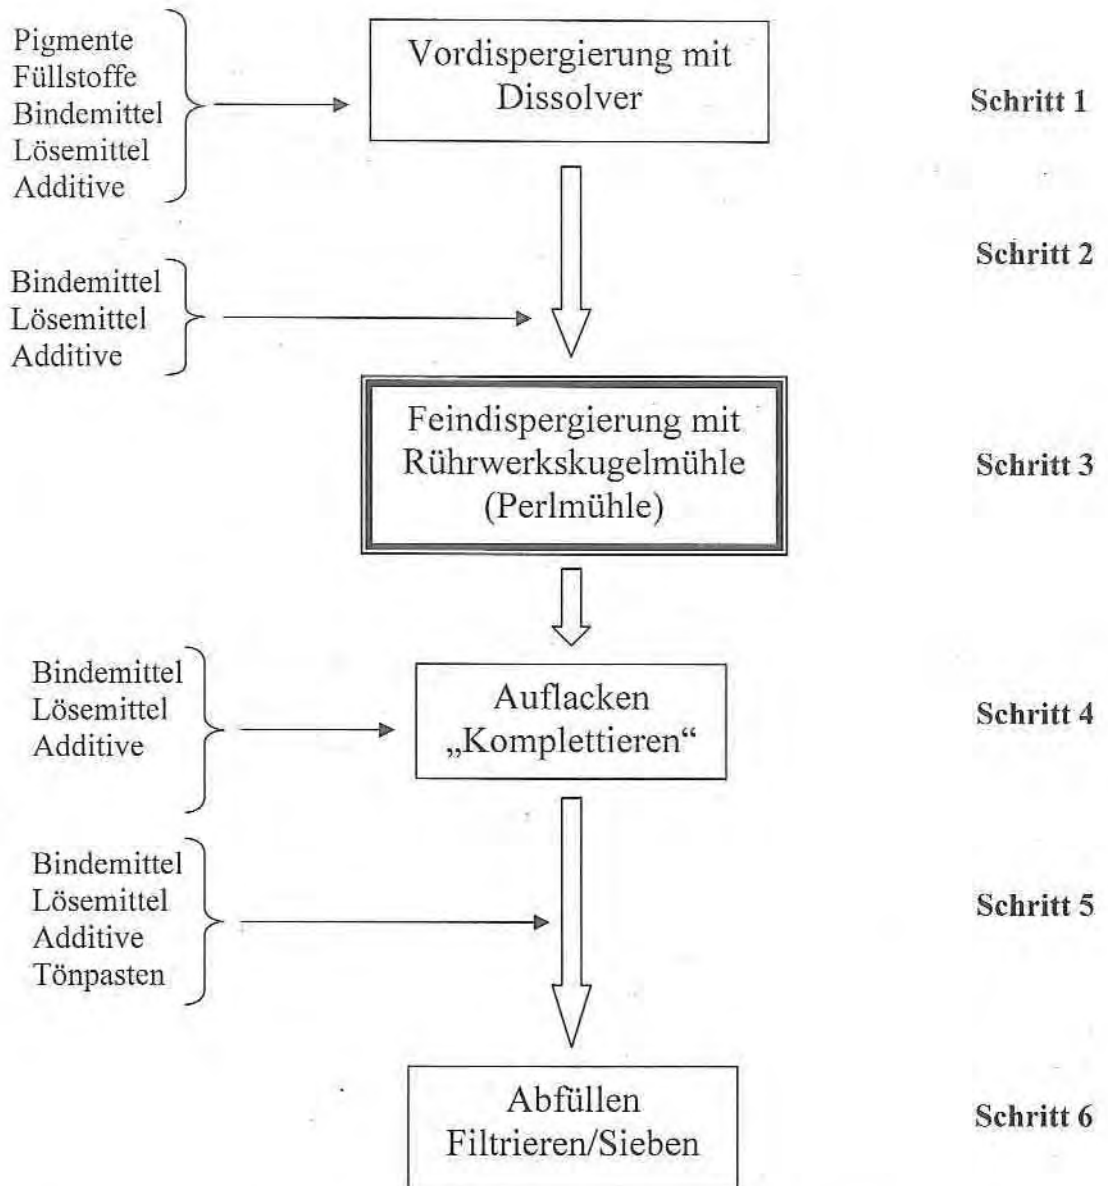 Pigmente
Füllstoffe
Bindemittel
Lösemittel
Additive
Vordispergierung mit
Dissolver
Schritt 1
Bindemittel
Lösemittel
Additive
Schritt 2
Feindispergierung mit
Rührwerkskugelmühle
(Perlmühle)
Schritt 3
Bindemittel
Lösemittel
Additive
Auflacken
„Komplettieren“
Schritt 4
Bindemittel
Lösemittel
Additive
Tönpasten
Schritt 5
Abfüllen
Filtrieren/Sieben
Schritt 6